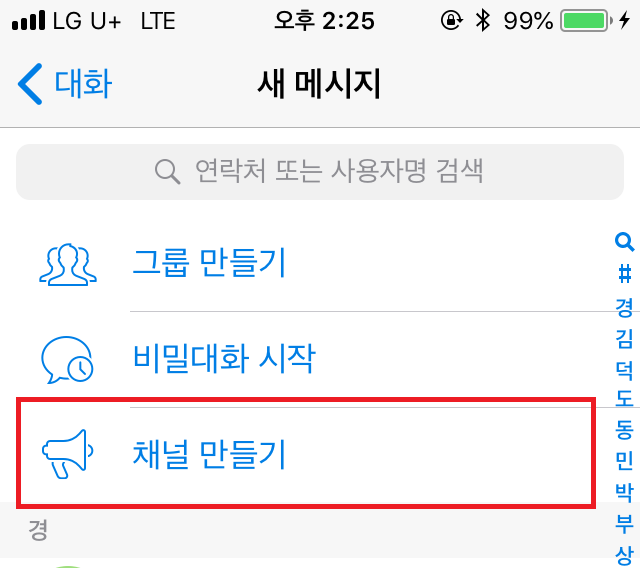 LG U+ LTE 오후 2:25 99%
대화 새 메시지
연락처 또는 사용자명 검색
그룹 만들기
비밀대화 시작
채널 만들기
경
#
경
김
덕
도
동
민
박
부
상